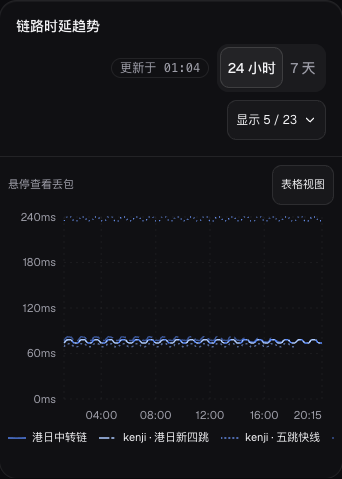 链路时延趋势
更新于 01:04
24 小时 7 天
显示 5 / 23
悬停查看丢包
表格视图
240ms
180ms
120ms
60ms
0ms
04:00 08:00 12:00 16:00 20:15
港日中转链 kenji · 港日新四跳 kenji · 五跳快线